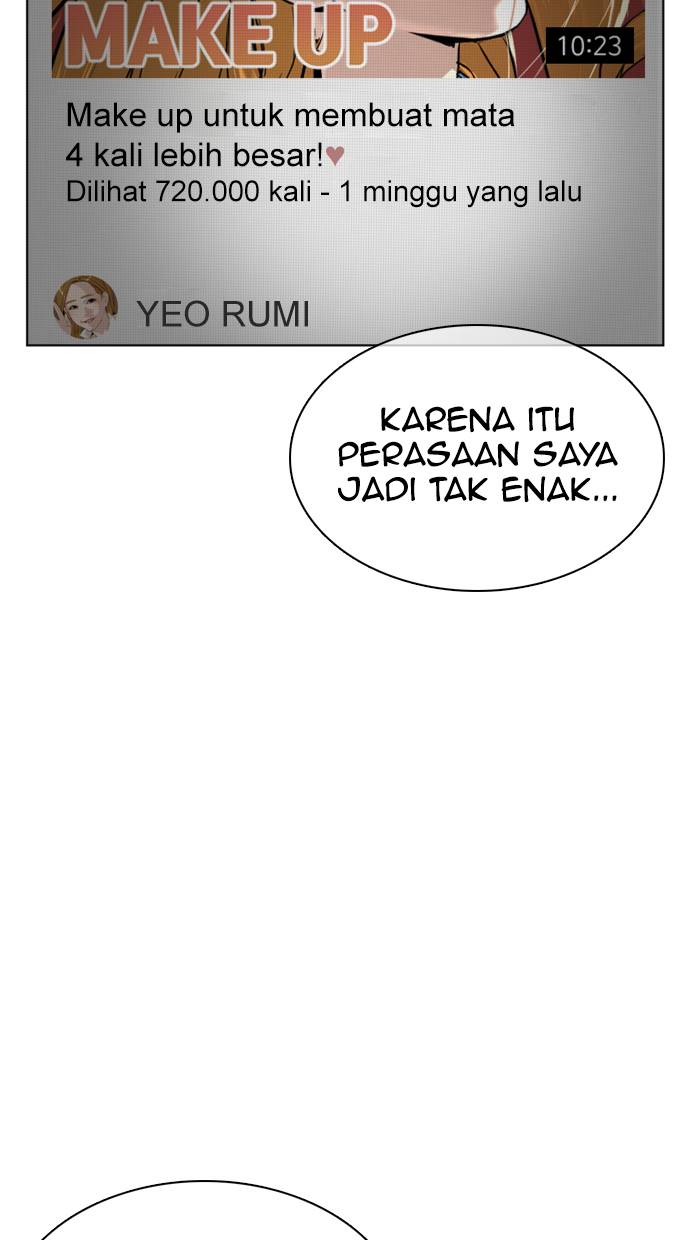 MAKE UP
10:23
Make up untuk membuat mata
4 kali lebih besar!♥
Dilihat 720.000 kali - 1 minggu yang lalu
YEO RUMI
KARENA ITU
PERASAAN SAYA
JADI TAK ENAK...